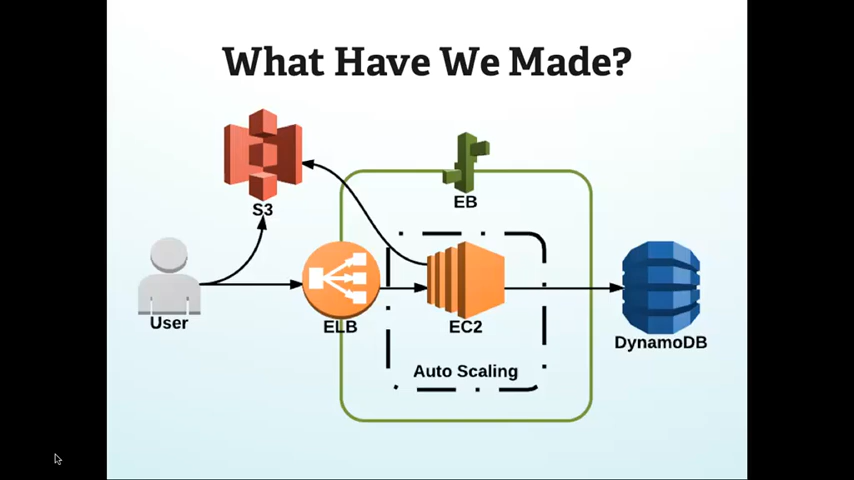 What Have We Made?
S3
EB
User
ELB
EC2
DynamoDB
Auto Scaling